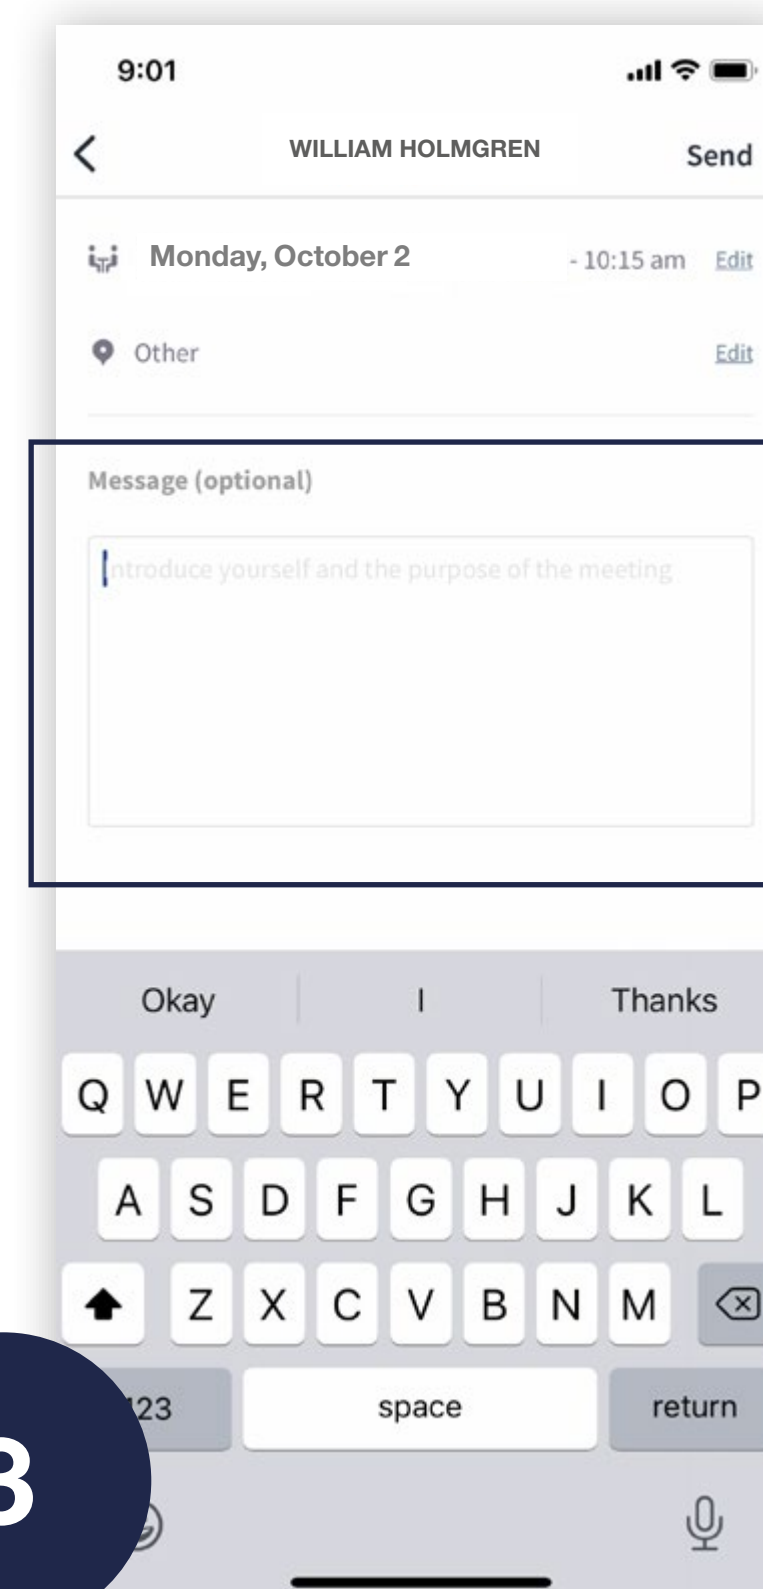 9:01
WILLIAM HOLMGREN
Send
Monday, October 2 - 10:15 am Edit
Other Edit
Message (optional)
Introduce yourself and the purpose of the meeting
Okay I Thanks
Q W E R T Y U I O P
A S D F G H J K L
Z X C V B N M
123 space return
3